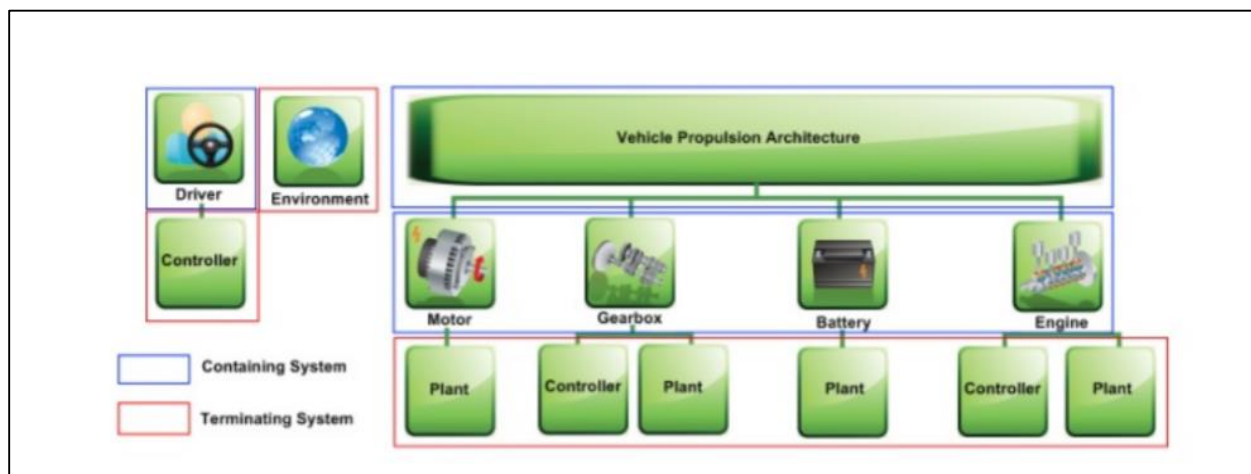 Vehicle Propulsion Architecture
Driver
Environment
Controller
Motor
Gearbox
Battery
Engine
Plant
Controller
Plant
Plant
Controller
Plant
Containing System
Terminating System